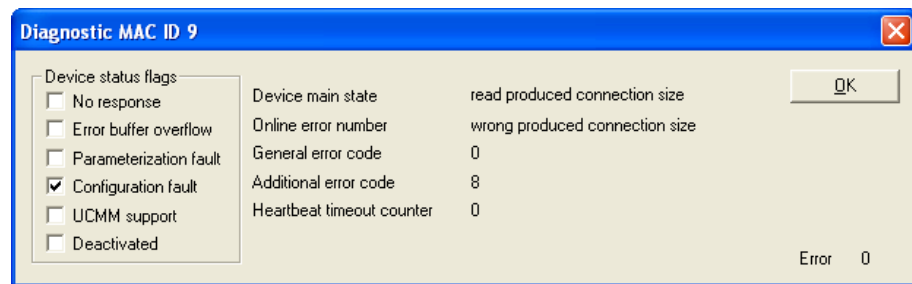 Diagnostic MAC ID 9
Device status flags
No response
Error buffer overflow
Parameterization fault
Configuration fault
UCMM support
Deactivated
Device main state read produced connection size
Online error number wrong produced connection size
General error code 0
Additional error code 8
Heartbeat timeout counter 0
OK
Error 0